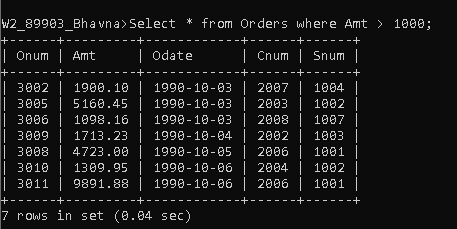 W2_89903_Bhavna>Select * from Orders where Amt > 1000;
+------+---------+------------+------+------+
| Onum | Amt     | Odate      | Cnum | Snum |
+------+---------+------------+------+------+
| 3002 | 1900.10 | 1990-10-03 | 2007 | 1004 |
| 3005 | 5160.45 | 1990-10-03 | 2003 | 1002 |
| 3006 | 1098.16 | 1990-10-03 | 2008 | 1007 |
| 3009 | 1713.23 | 1990-10-04 | 2002 | 1003 |
| 3008 | 4723.00 | 1990-10-05 | 2006 | 1001 |
| 3010 | 1309.95 | 1990-10-06 | 2004 | 1002 |
| 3011 | 9891.88 | 1990-10-06 | 2006 | 1001 |
+------+---------+------------+------+------+
7 rows in set (0.04 sec)